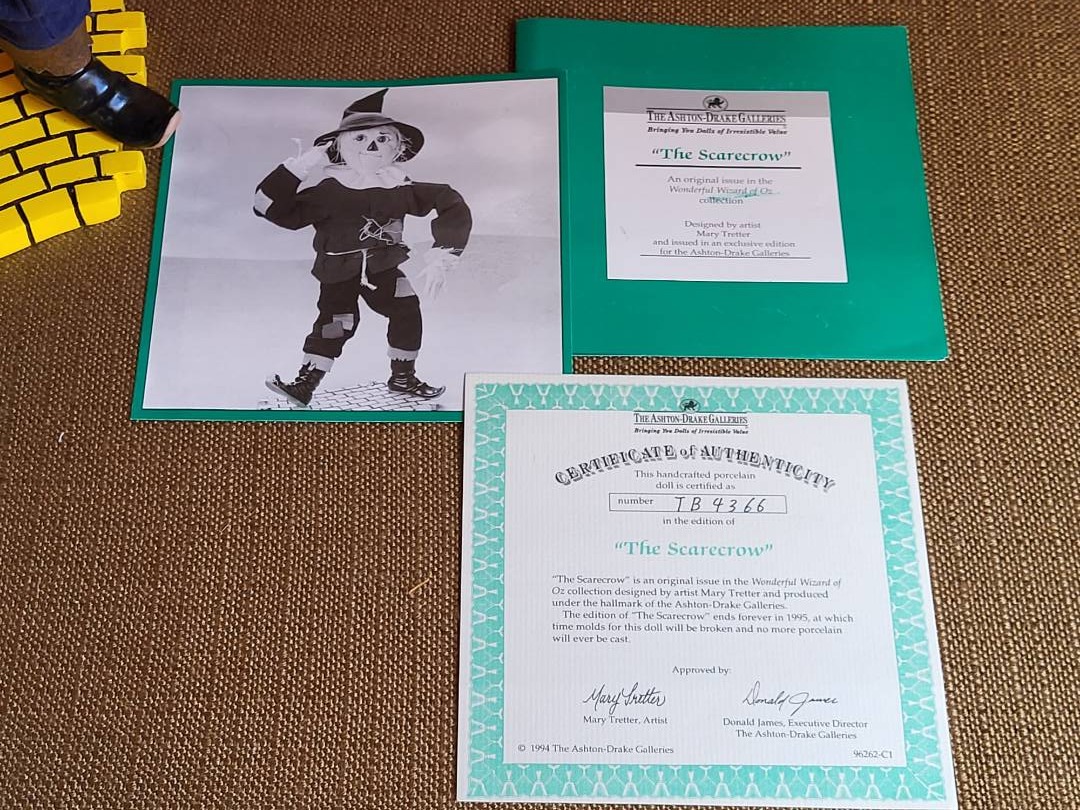 THE ASHTON-DRAKE GALLERIES
Bringing You Dolls of Irresistible Value
"The Scarecrow"
An original issue in the
Wonderful Wizard of Oz
collection
Designed by artist
Mary Tretter
and issued in an exclusive edition
for the Ashton-Drake Galleries
THE ASHTON-DRAKE GALLERIES
Bringing You Dolls of Irresistible Value
CERTIFICATE of AUTHENTICITY
This handcrafted porcelain
doll is certified as
number TB4366
in the edition of
"The Scarecrow"
"The Scarecrow" is an original issue in the Wonderful Wizard of
Oz collection designed by artist Mary Tretter and produced
under the hallmark of the Ashton-Drake Galleries.
The edition of "The Scarecrow" ends forever in 1995, at which
time molds for this doll will be broken and no more porcelain
will ever be cast.
Approved by:
Mary Tretter Donald James
Mary Tretter, Artist
Donald James, Executive Director
The Ashton-Drake Galleries
© 1994 The Ashton-Drake Galleries
96262-C1